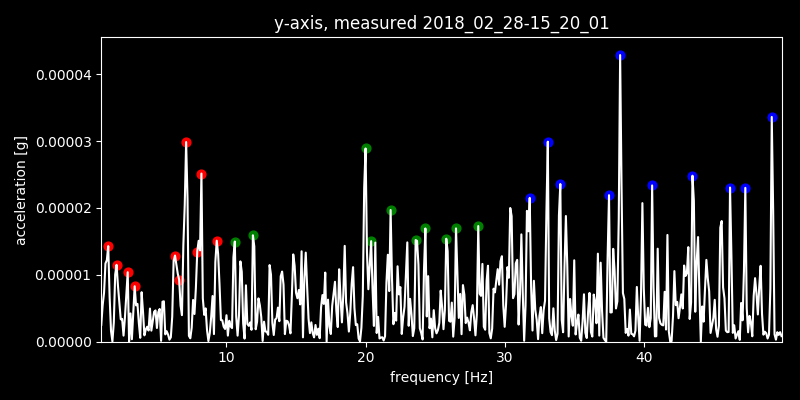 y-axis, measured 2018_02_28-15_20_01
acceleration [g]
0.00004
0.00003
0.00002
0.00001
0.00000
10 20 30 40
frequency [Hz]